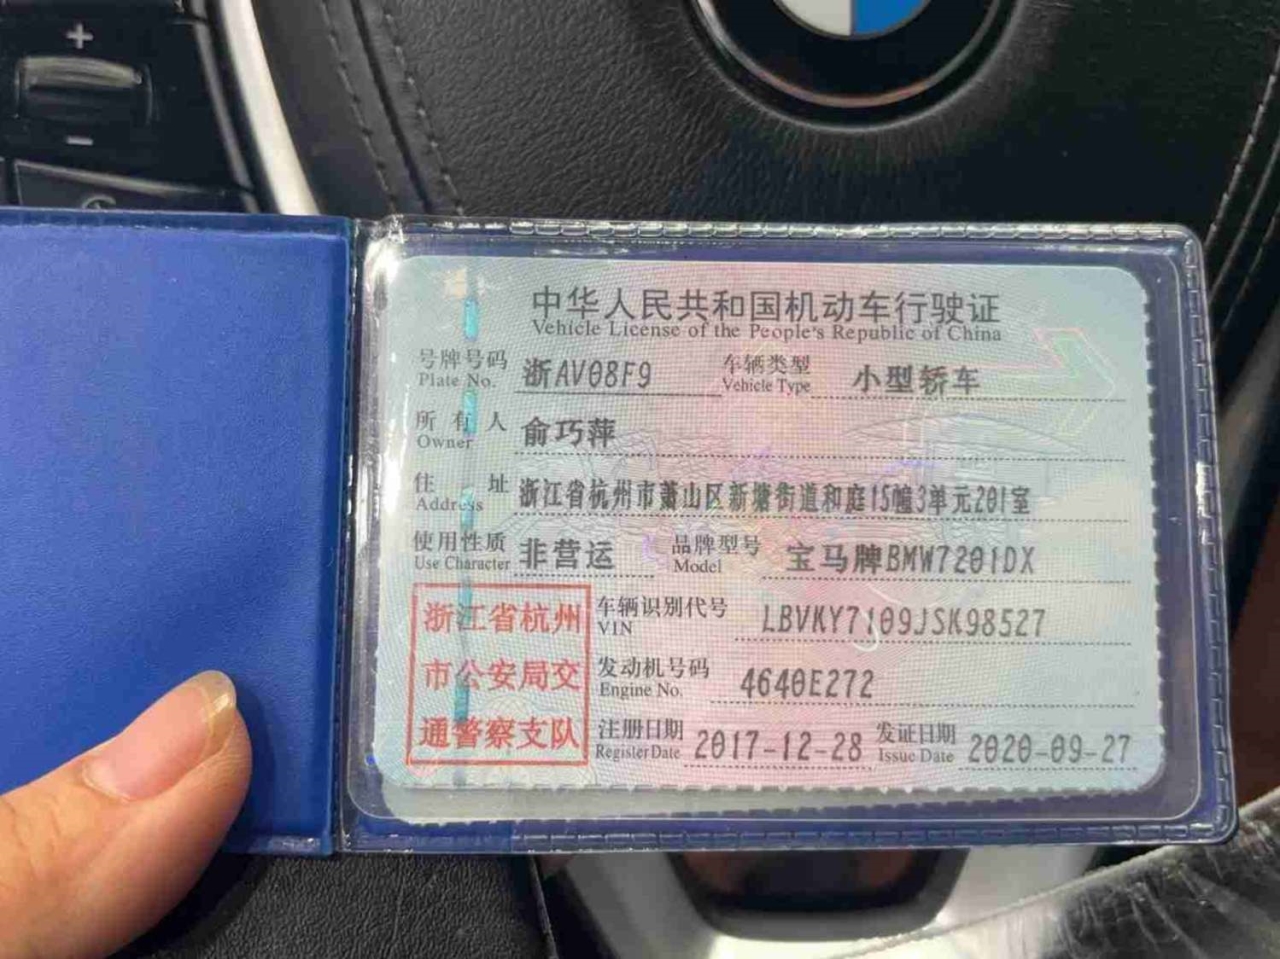 中华人民共和国机动车行驶证
Vehicle License of the People's Republic of China
号牌号码 浙AV08F9 车辆类型 小型轿车
Plate No. Vehicle Type
所有人 俞巧萍
Owner
住址 浙江省杭州市萧山区新塘街道和庭15幢3单元201室
Address
使用性质 非营运 品牌型号 宝马牌BMW7201DX
Use Character Model
浙江省杭州
市公安局交
通警察支队
车辆识别代号 LBVKY7109JSK98527
VIN
发动机号码 4640E272
Engine No.
注册日期 2017-12-28 发证日期 2020-09-27
Register Date Issue Date
+
-